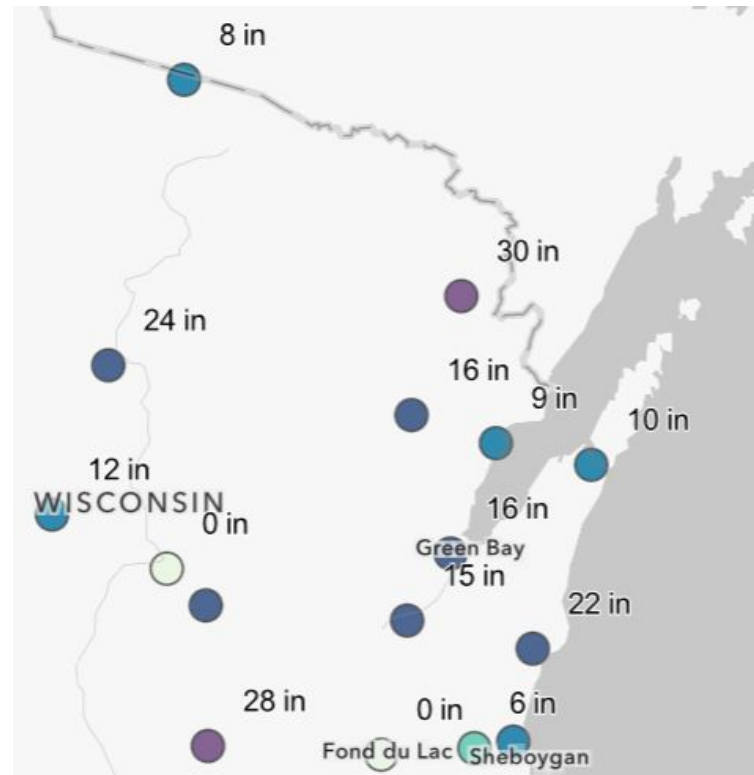 8 in
30 in
24 in
16 in
9 in
10 in
12 in
WISCONSIN
0 in
16 in
Green Bay
15 in
22 in
28 in
0 in
6 in
Fond du Lac
Sheboygan